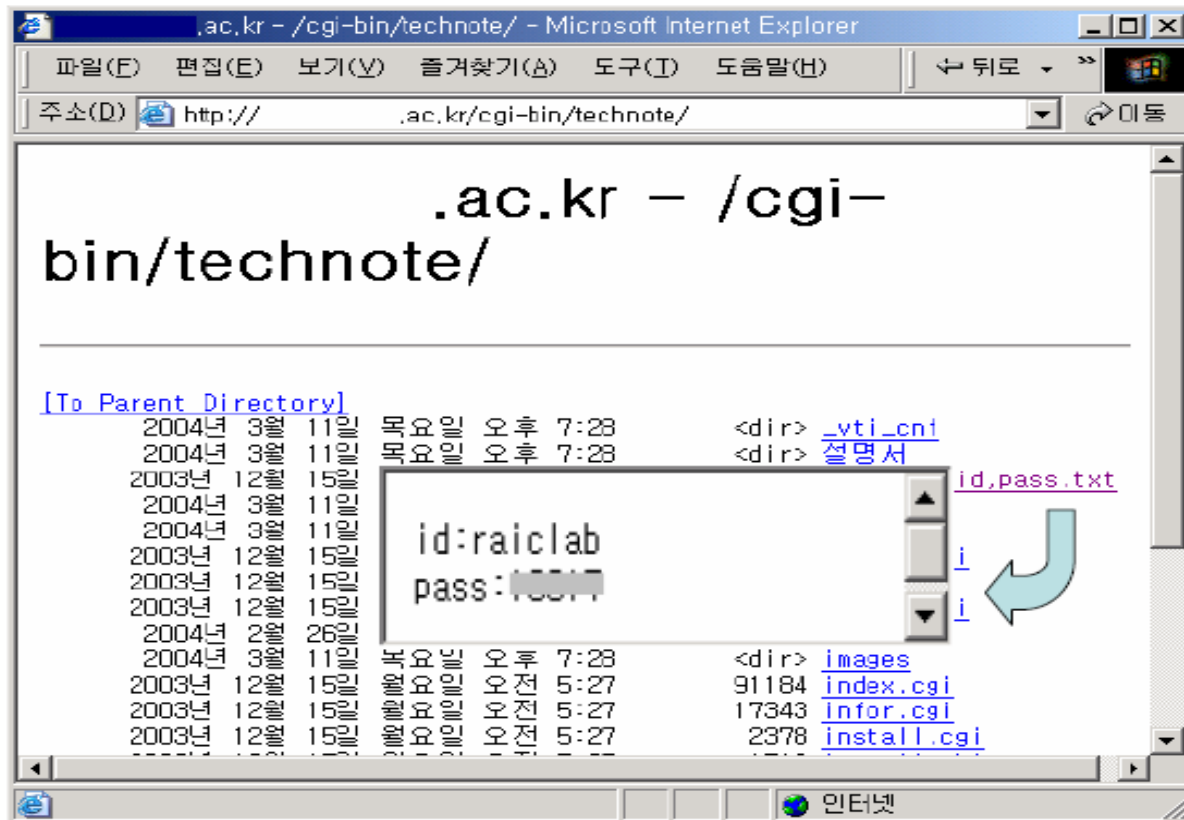 .ac.kr - /cgi-bin/technote/ - Microsoft Internet Explorer
파일(F) 편집(E) 보기(V) 즐겨찾기(A) 도구(T) 도움말(H) 뒤로 »
주소(D) http:// .ac.kr/cgi-bin/technote/ 이동
.ac.kr - /cgi-
bin/technote/
[To Parent Directory]
2004년 3월 11일 목요일 오후 7:28 <dir> _vti_cnf
2004년 3월 11일 목요일 오후 7:28 <dir> 설명서
2003년 12월 15일 id,pass.txt
2004년 3월 11일
2004년 3월 11일
2003년 12월 15일 i
2003년 12월 15일
2003년 12월 15일 i
2004년 2월 26일
id:raiclab
pass:
2004년 3월 11일 목요일 오후 7:28 <dir> images
2003년 12월 15일 월요일 오전 5:27 91184 index.cgi
2003년 12월 15일 월요일 오전 5:27 17343 infor.cgi
2003년 12월 15일 월요일 오전 5:27 2378 install.cgi
인터넷